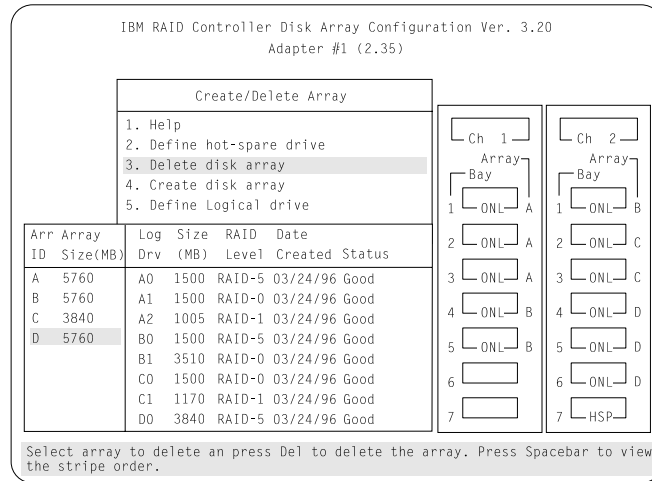 IBM RAID Controller Disk Array Configuration Ver. 3.20
Adapter #1 (2.35)
Create/Delete Array
1. Help
2. Define hot-spare drive
3. Delete disk array
4. Create disk array
5. Define Logical drive
Arr Array
ID Size(MB)
A 5760
B 5760
C 3840
D 5760
Log Size RAID Date
Drv (MB) Level Created Status
A0 1500 RAID-5 03/24/96 Good
A1 1500 RAID-0 03/24/96 Good
A2 1005 RAID-1 03/24/96 Good
B0 1500 RAID-5 03/24/96 Good
B1 3510 RAID-0 03/24/96 Good
C0 1500 RAID-0 03/24/96 Good
C1 1170 RAID-1 03/24/96 Good
D0 3840 RAID-5 03/24/96 Good
Ch 1
Array
Bay
1 ONL A
2 ONL A
3 ONL A
4 ONL B
5 ONL B
6
7
Ch 2
Array
Bay
1 ONL B
2 ONL C
3 ONL C
4 ONL D
5 ONL D
6 ONL D
7 HSP
Select array to delete an press Del to delete the array. Press Spacebar to view
the stripe order.